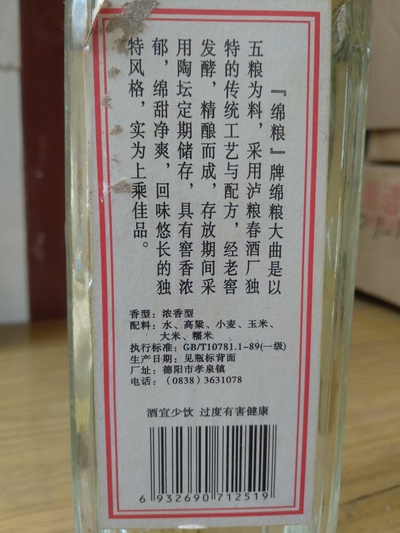 『绵粮』牌绵粮大曲是以
五粮为料，采用泸粮春酒厂独
特的传统工艺与配方，经老窖
发酵，精酿而成，存放期间采
用陶坛定期储存，具有窖香浓
郁，绵甜净爽，回味悠长的独
特风格，实为上乘佳品。
香型：浓香型
配料：水、高粱、小麦、玉米、
大米、糯米
执行标准：GB/T10781.1-89(一级)
生产日期：见瓶标背面
厂址：德阳市孝泉镇
电话：（0838）3631078
酒宜少饮 过度有害健康
6 932690 712519